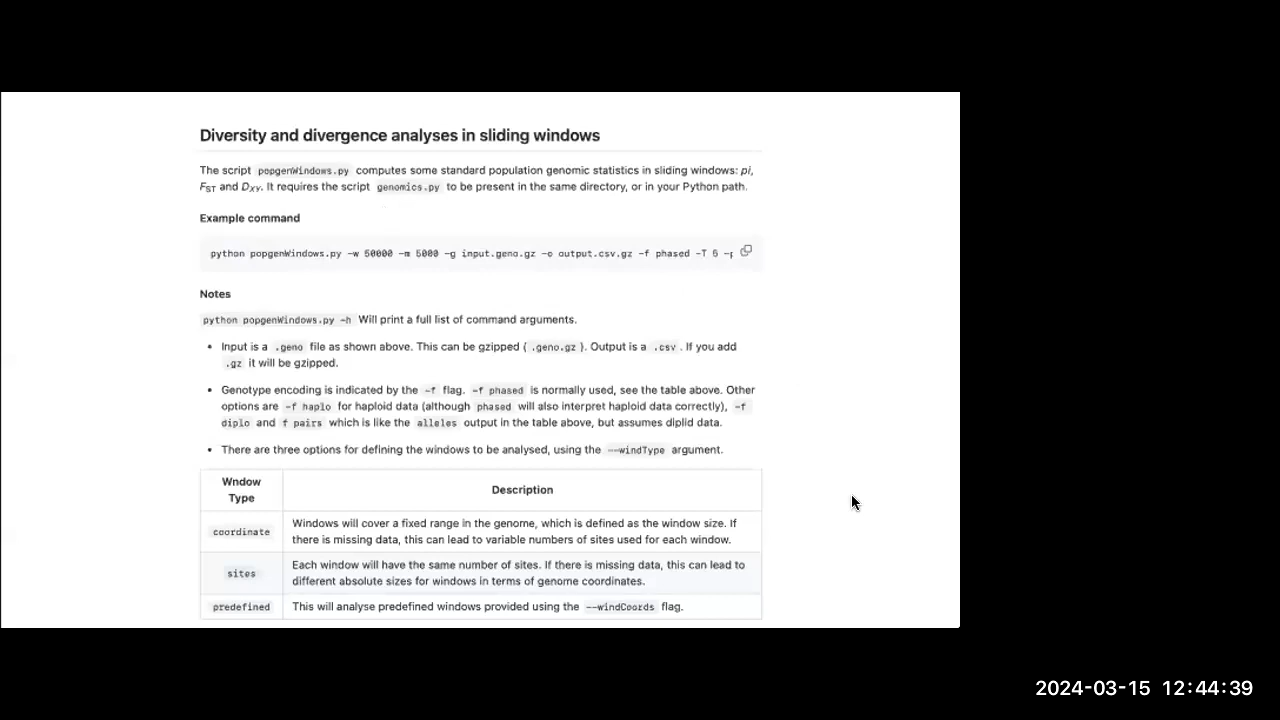 Diversity and divergence analyses in sliding windows
The script popgenWindows.py computes some standard population genomic statistics in sliding windows: pi,
FST and DXY. It requires the script genomics.py to be present in the same directory, or in your Python path.
Example command
python popgenWindows.py -w 50000 -m 5000 -g input.geno.gz -o output.csv.gz -f phased -T 5 -p
Notes
python popgenWindows.py -h Will print a full list of command arguments.
• Input is a .geno file as shown above. This can be gzipped ( .geno.gz ). Output is a .csv . If you add
.gz it will be gzipped.
• Genotype encoding is indicated by the -f flag. -f phased is normally used, see the table above. Other
options are -f haplo for haploid data (although phased will also interpret haploid data correctly), -f
diplo and f pairs which is like the alleles output in the table above, but assumes diplid data.
• There are three options for defining the windows to be analysed, using the --windType argument.
Wndow
Type
Description
coordinate
Windows will cover a fixed range in the genome, which is defined as the window size. If
there is missing data, this can lead to variable numbers of sites used for each window.
sites
Each window will have the same number of sites. If there is missing data, this can lead to
different absolute sizes for windows in terms of genome coordinates.
predefined
This will analyse predefined windows provided using the --windCoords flag.
2024-03-15 12:44:39